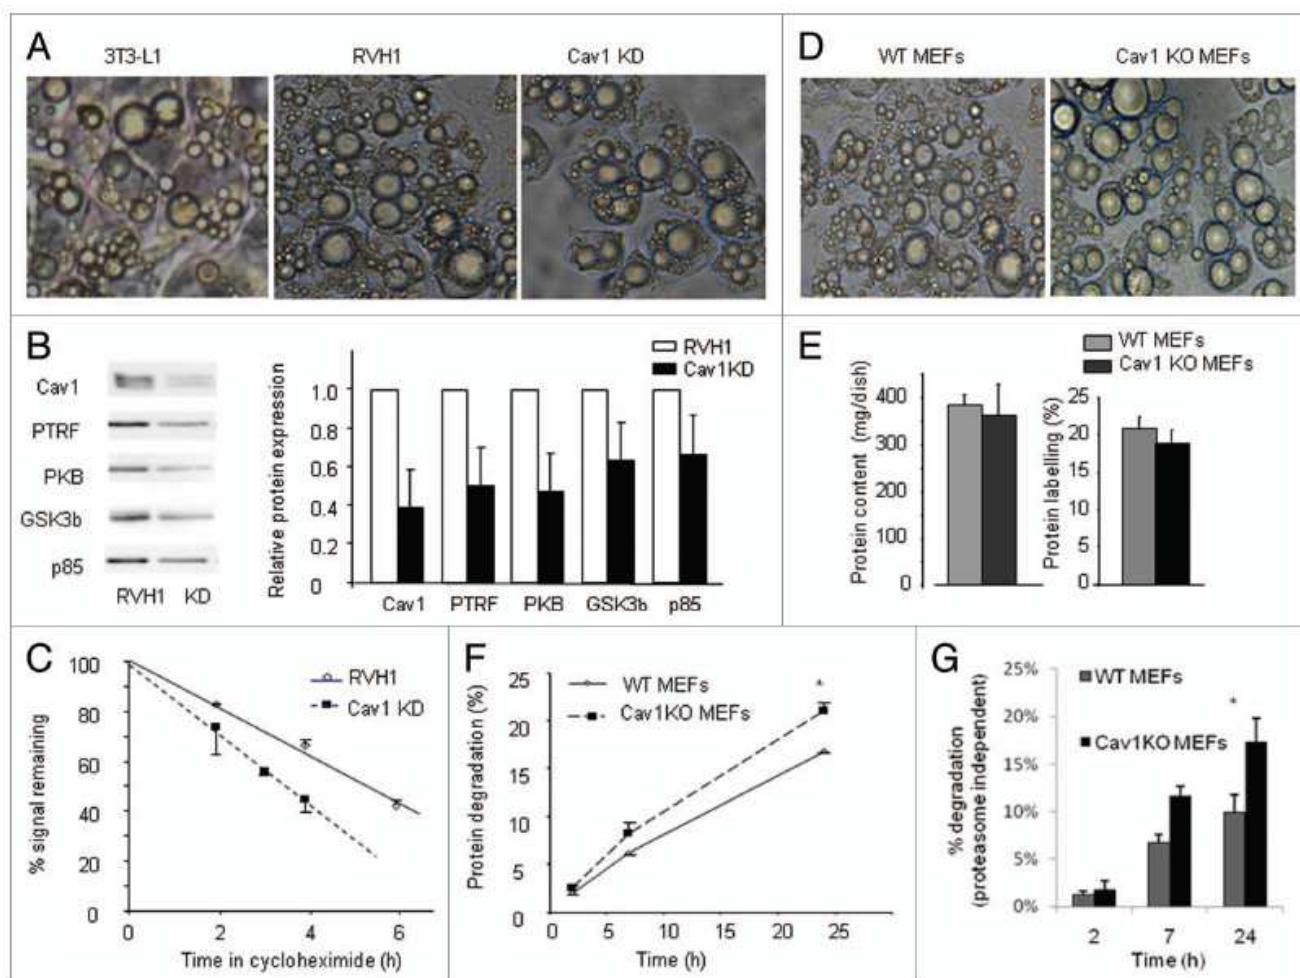 A
3T3-L1
RVH1
Cav1 KD
D
WT MEFs
Cav1 KO MEFs
B
Cav1
PTRF
PKB
GSK3b
p85
RVH1 KD
Relative protein expression
1.0
0.8
0.6
0.4
0.2
0
RVH1
Cav1KD
Cav1 PTRF PKB GSK3b p85
E
WT MEFs
Cav1 KO MEFs
Protein content (mg/dish)
400
300
400
200
100
0
Protein labelling (%)
25
20
15
10
5
0
C
% signal remaining
100
80
60
40
20
0
RVH1
Cav1 KD
0 2 4 6
Time in cycloheximide (h)
F
Protein degradation (%)
25
20
15
10
5
0
WT MEFs
Cav1KO MEFs
*
0 5 10 15 20 25
Time (h)
G
% degradation
(proteasome independent)
25%
20%
15%
10%
5%
0%
WT MEFs
Cav1KO MEFs
*
2 7 24
Time (h)